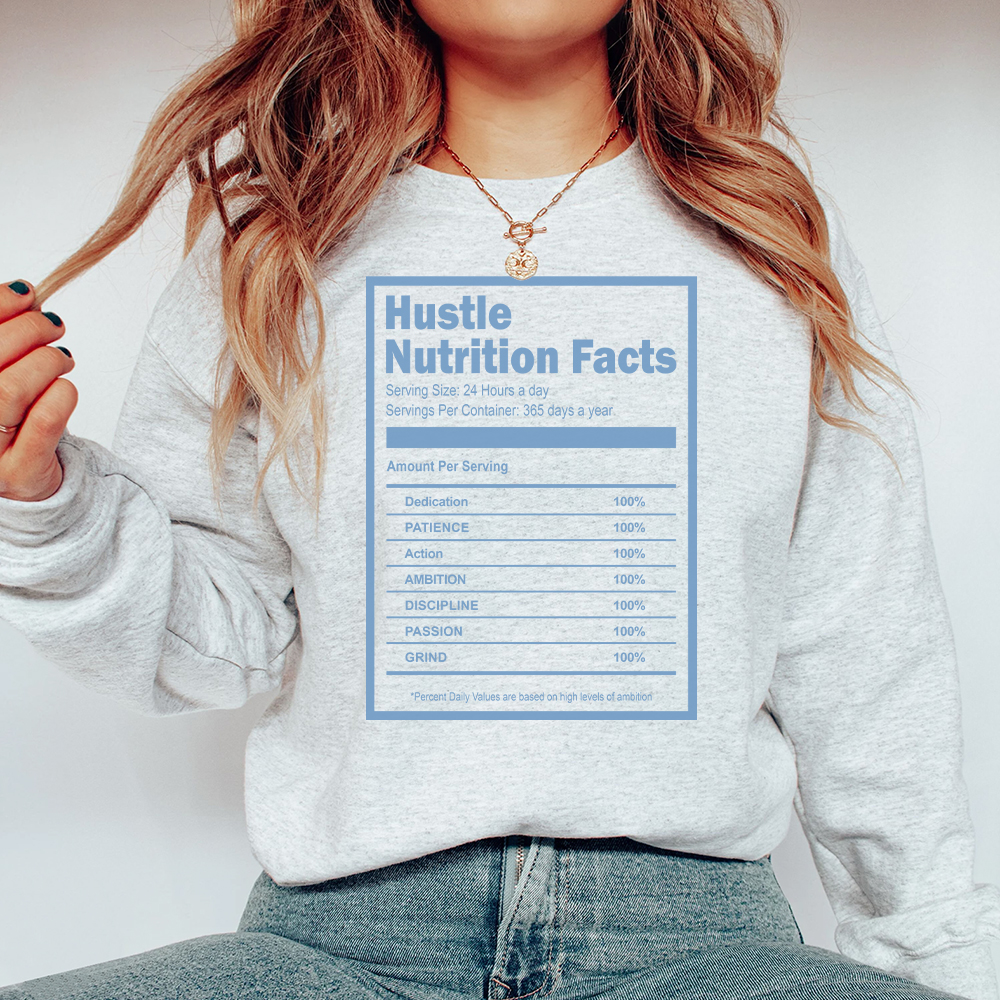 Hustle
Nutrition Facts
Serving Size: 24 Hours a day
Servings Per Container: 365 days a year
Amount Per Serving
Dedication 100%
PATIENCE 100%
Action 100%
AMBITION 100%
DISCIPLINE 100%
PASSION 100%
GRIND 100%
*Percent Daily Values are based on high levels of ambition